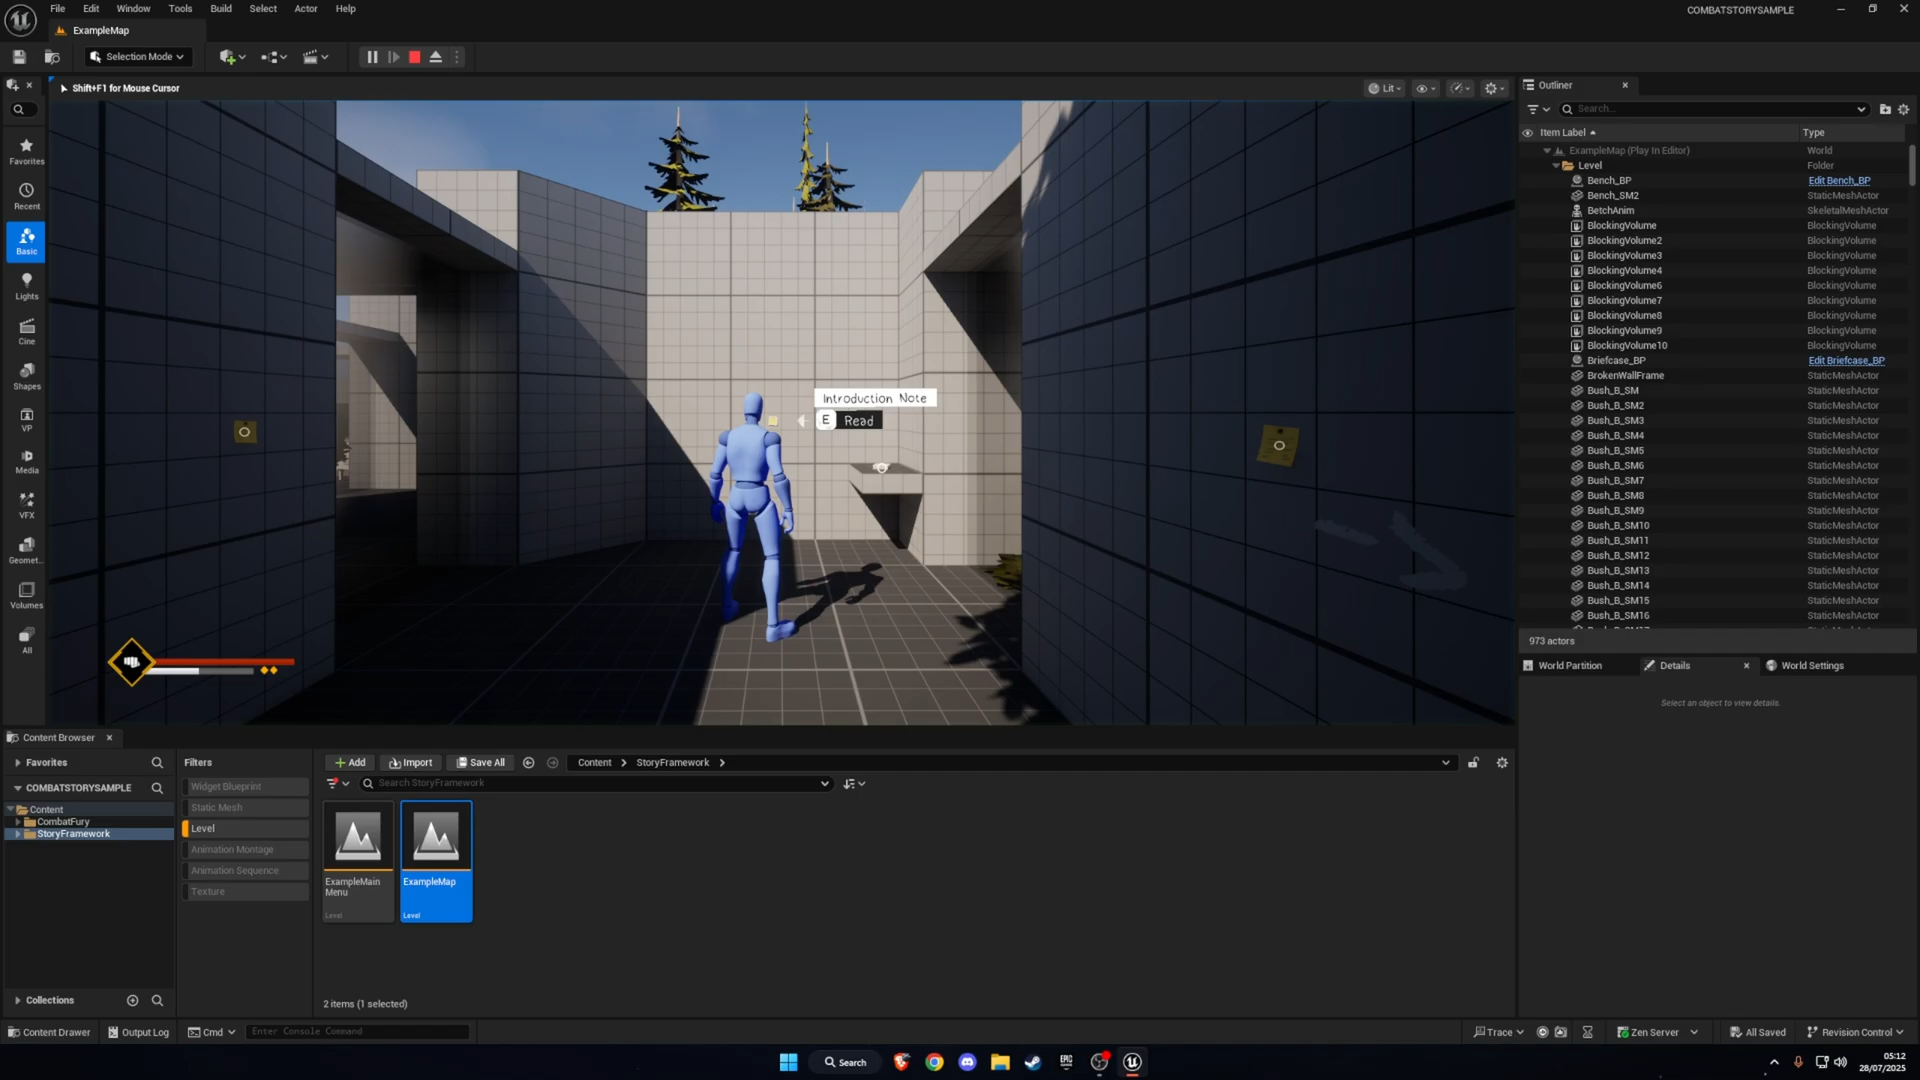 File Edit Window Tools Build Select Actor Help
COMBATSTORYSAMPLE
ExampleMap
Selection Mode
Shift+F1 for Mouse Cursor
Lit
Favorites
Recent
Basic
Lights
Cine
Shapes
VP
Media
VFX
Geomet...
Volumes
All
Introduction Note
E Read
Outliner
Search...
Item Label Type
ExampleMap (Play In Editor) World
Level Folder
Bench_BP Edit Bench_BP
Bench_SM2 StaticMeshActor
BetchAnim SkeletalMeshActor
BlockingVolume BlockingVolume
BlockingVolume2 BlockingVolume
BlockingVolume3 BlockingVolume
BlockingVolume4 BlockingVolume
BlockingVolume6 BlockingVolume
BlockingVolume7 BlockingVolume
BlockingVolume8 BlockingVolume
BlockingVolume9 BlockingVolume
BlockingVolume10 BlockingVolume
Briefcase_BP Edit Briefcase_BP
BrokenWallFrame StaticMeshActor
Bush_B_SM StaticMeshActor
Bush_B_SM2 StaticMeshActor
Bush_B_SM3 StaticMeshActor
Bush_B_SM4 StaticMeshActor
Bush_B_SM5 StaticMeshActor
Bush_B_SM6 StaticMeshActor
Bush_B_SM7 StaticMeshActor
Bush_B_SM8 StaticMeshActor
Bush_B_SM9 StaticMeshActor
Bush_B_SM10 StaticMeshActor
Bush_B_SM11 StaticMeshActor
Bush_B_SM12 StaticMeshActor
Bush_B_SM13 StaticMeshActor
Bush_B_SM14 StaticMeshActor
Bush_B_SM15 StaticMeshActor
Bush_B_SM16 StaticMeshActor
973 actors
World Partition Details World Settings
Select an object to view details.
Content Browser
Favorites
COMBATSTORYSAMPLE
Content
CombatFury
StoryFramework
Collections
Filters
Widget Blueprint
Static Mesh
Level
Animation Montage
Animation Sequence
Texture
Add Import Save All Content StoryFramework
Search StoryFramework
ExampleMain
Menu
Level
ExampleMap
Level
2 items (1 selected)
Content Drawer Output Log Cmd Enter Console Command
Trace Zen Server All Saved Revision Control
Search
EPIC
GAMES
05:12
28/07/2025